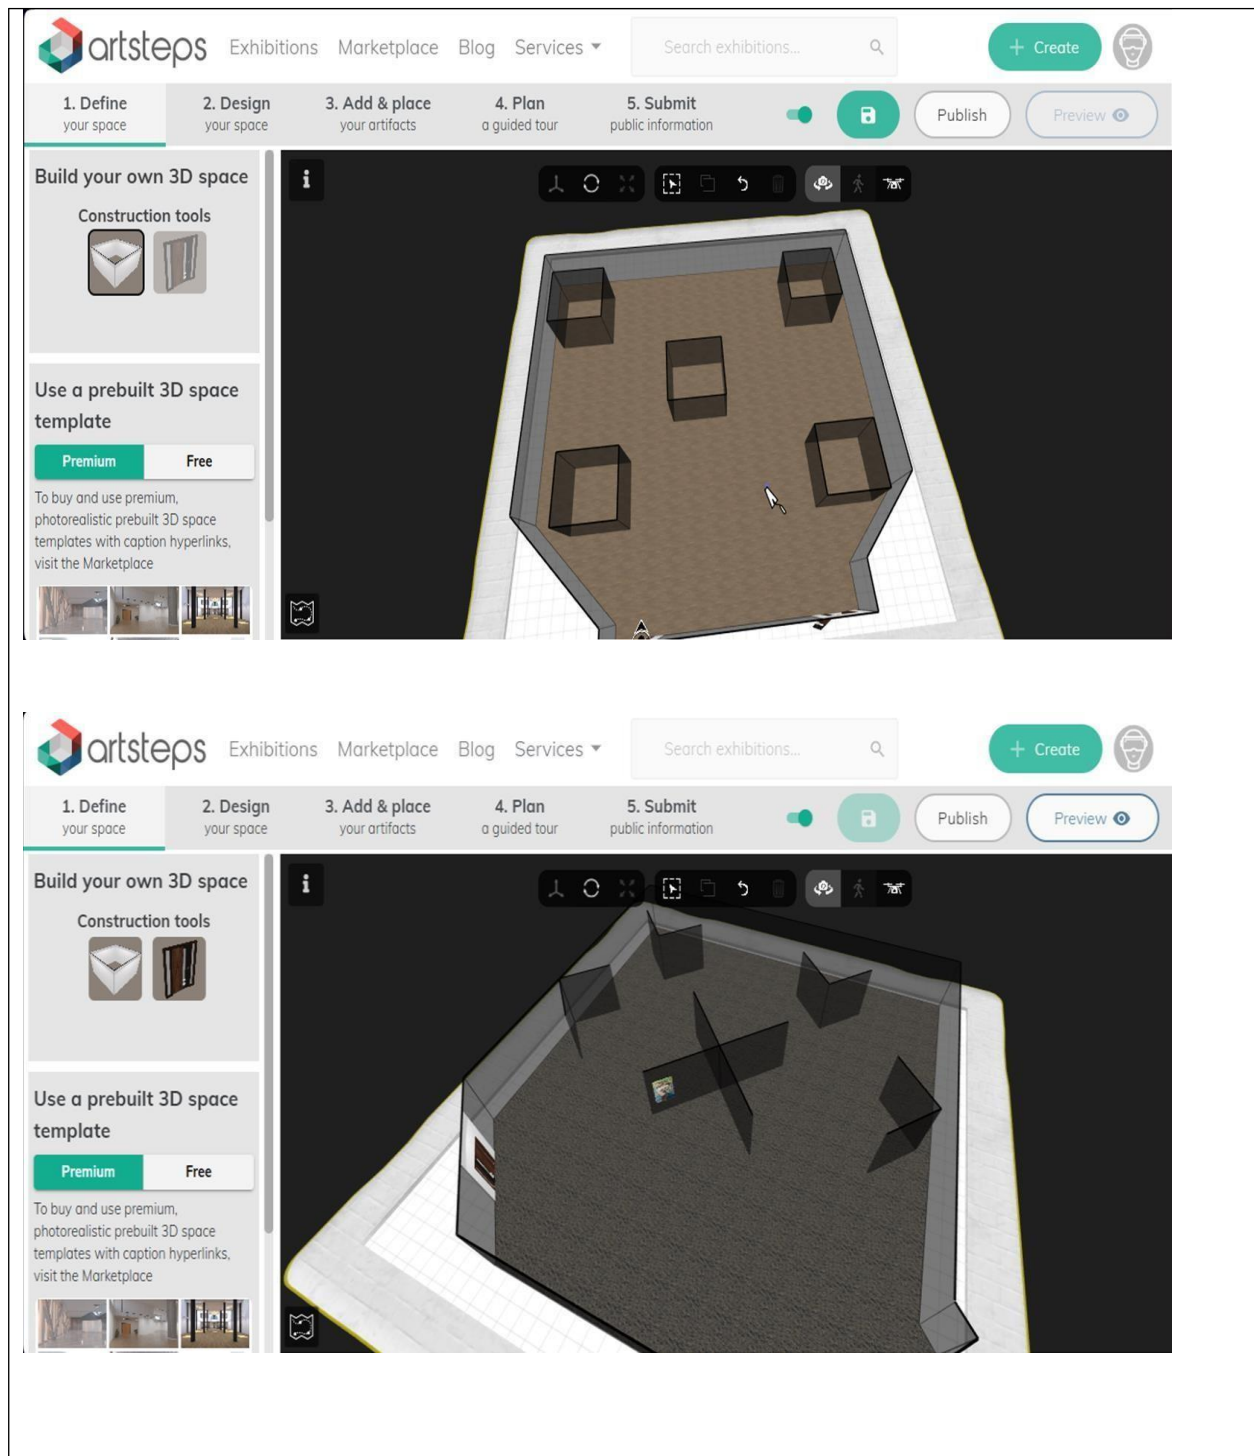 artsteps Exhibitions Marketplace Blog Services Search exhibitions... + Create
1. Define 2. Design 3. Add & place 4. Plan 5. Submit
your space your space your artifacts a guided tour public information Publish Preview
Build your own 3D space
Construction tools
Use a prebuilt 3D space
template
Premium Free
To buy and use premium,
photorealistic prebuilt 3D space
templates with caption hyperlinks,
visit the Marketplace
artsteps Exhibitions Marketplace Blog Services Search exhibitions... + Create
1. Define 2. Design 3. Add & place 4. Plan 5. Submit
your space your space your artifacts a guided tour public information Publish Preview
Build your own 3D space
Construction tools
Use a prebuilt 3D space
template
Premium Free
To buy and use premium,
photorealistic prebuilt 3D space
templates with caption hyperlinks,
visit the Marketplace